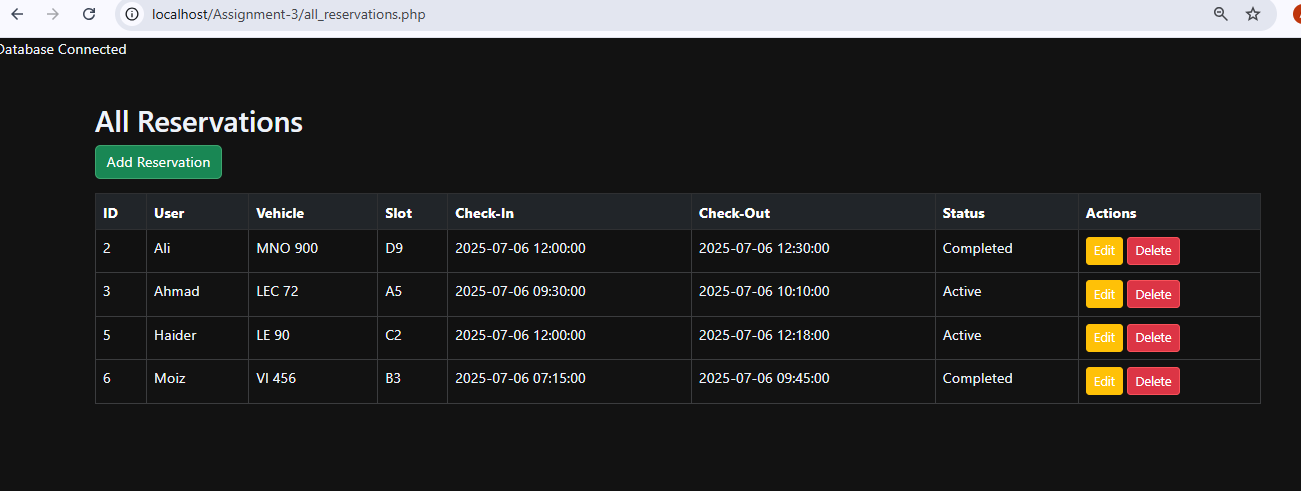 localhost/Assignment-3/all_reservations.php
Database Connected
All Reservations
Add Reservation
ID User Vehicle Slot Check-In Check-Out Status Actions
2 Ali MNO 900 D9 2025-07-06 12:00:00 2025-07-06 12:30:00 Completed Edit Delete
3 Ahmad LEC 72 A5 2025-07-06 09:30:00 2025-07-06 10:10:00 Active Edit Delete
5 Haider LE 90 C2 2025-07-06 12:00:00 2025-07-06 12:18:00 Active Edit Delete
6 Moiz VI 456 B3 2025-07-06 07:15:00 2025-07-06 09:45:00 Completed Edit Delete